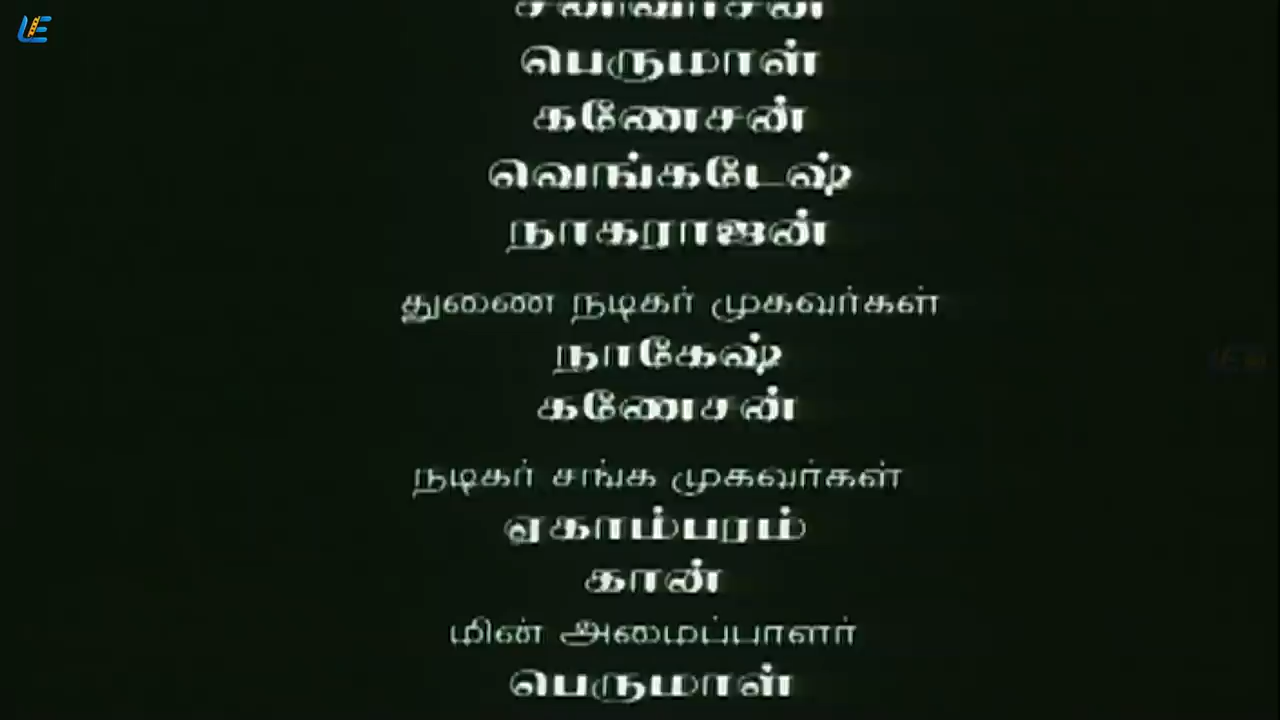 பெருமாள்
கணேசன்
வெங்கடேஷ்
நாகராஜன்
துணை நடிகர் முகவர்கள்
நாகேஷ்
கணேசன்
நடிகர் சங்க முகவர்கள்
ஏகாம்பரம்
கான்
மின் அமைப்பாளர்
பெருமாள்